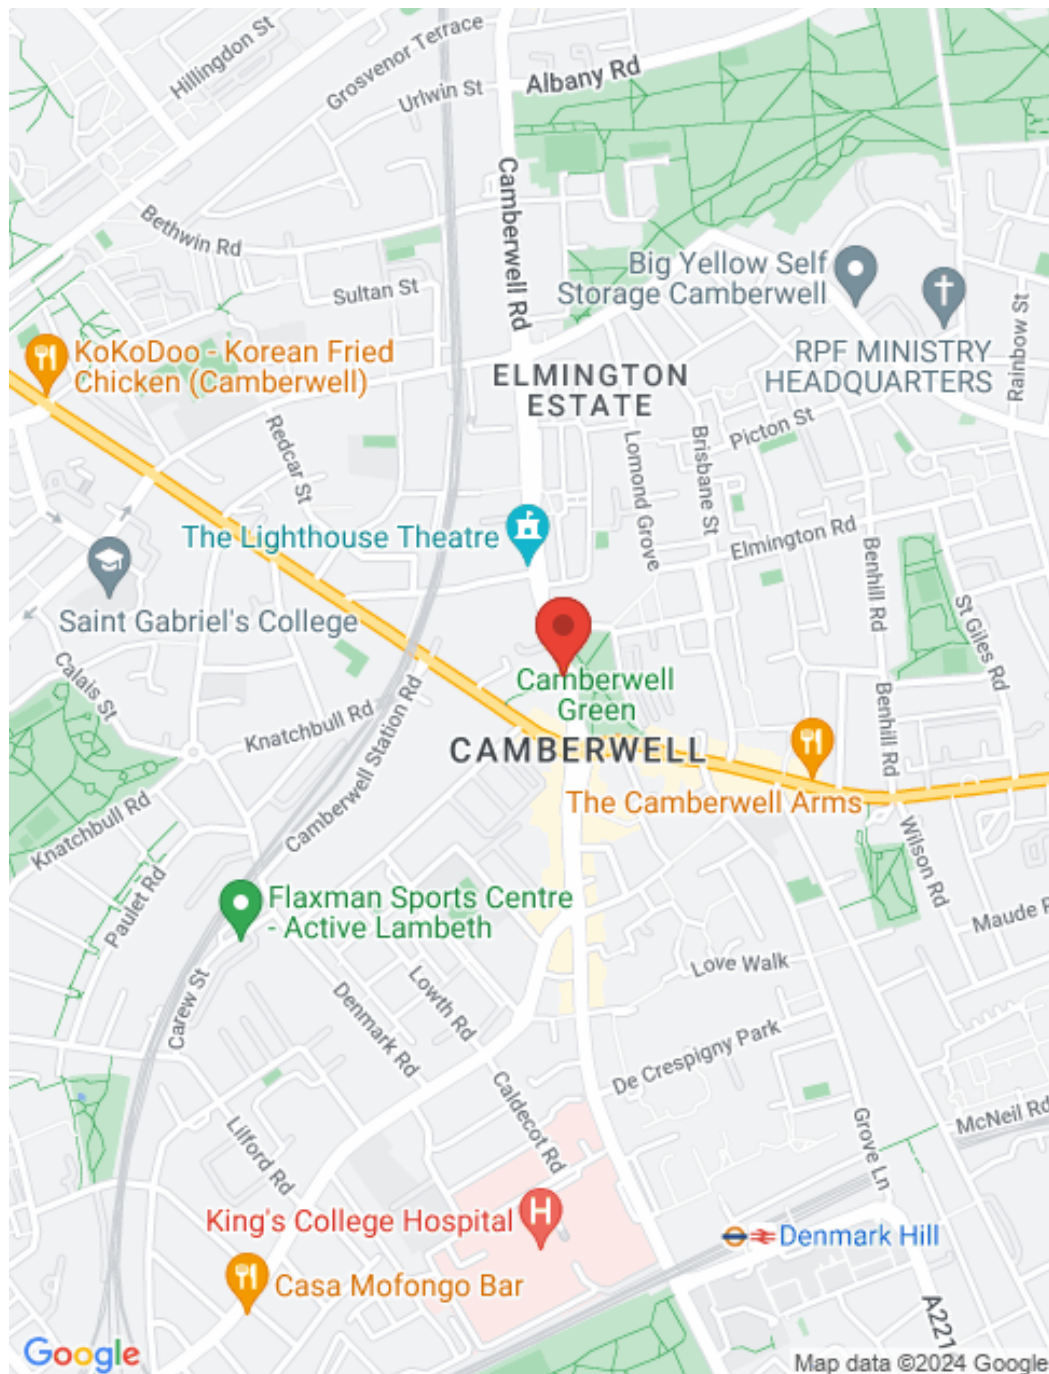 Hillingdon St
Grosvenor Terrace
Urlwin St
Albany Rd
Camberwell Rd
Bethwin Rd
Sultan St
Big Yellow Self
Storage Camberwell
RPF MINISTRY
HEADQUARTERS
Rainbow St
KoKoDoo - Korean Fried
Chicken (Camberwell)
ELMINGTON
ESTATE
Redcar St
Lomond Grove
Brisbane St
Picton St
The Lighthouse Theatre
Elmington Rd
Benhill Rd
St Giles Rd
Saint Gabriel's College
Calais St
Camberwell
Green
Knatchbull Rd
Camberwell Station Rd
Benhill Rd
CAMBERWELL
The Camberwell Arms
Knatchbull Rd
Paulet Rd
Wilson Rd
Flaxman Sports Centre
- Active Lambeth
Maude R
Love Walk
Carew St
Denmark Rd
Lowth Rd
De Crespigny Park
Caldecot Rd
Grove Ln
McNeil Rd
Lilford Rd
King's College Hospital
H
Denmark Hill
Casa Mofongo Bar
A221
Google
Map data ©2024 Google